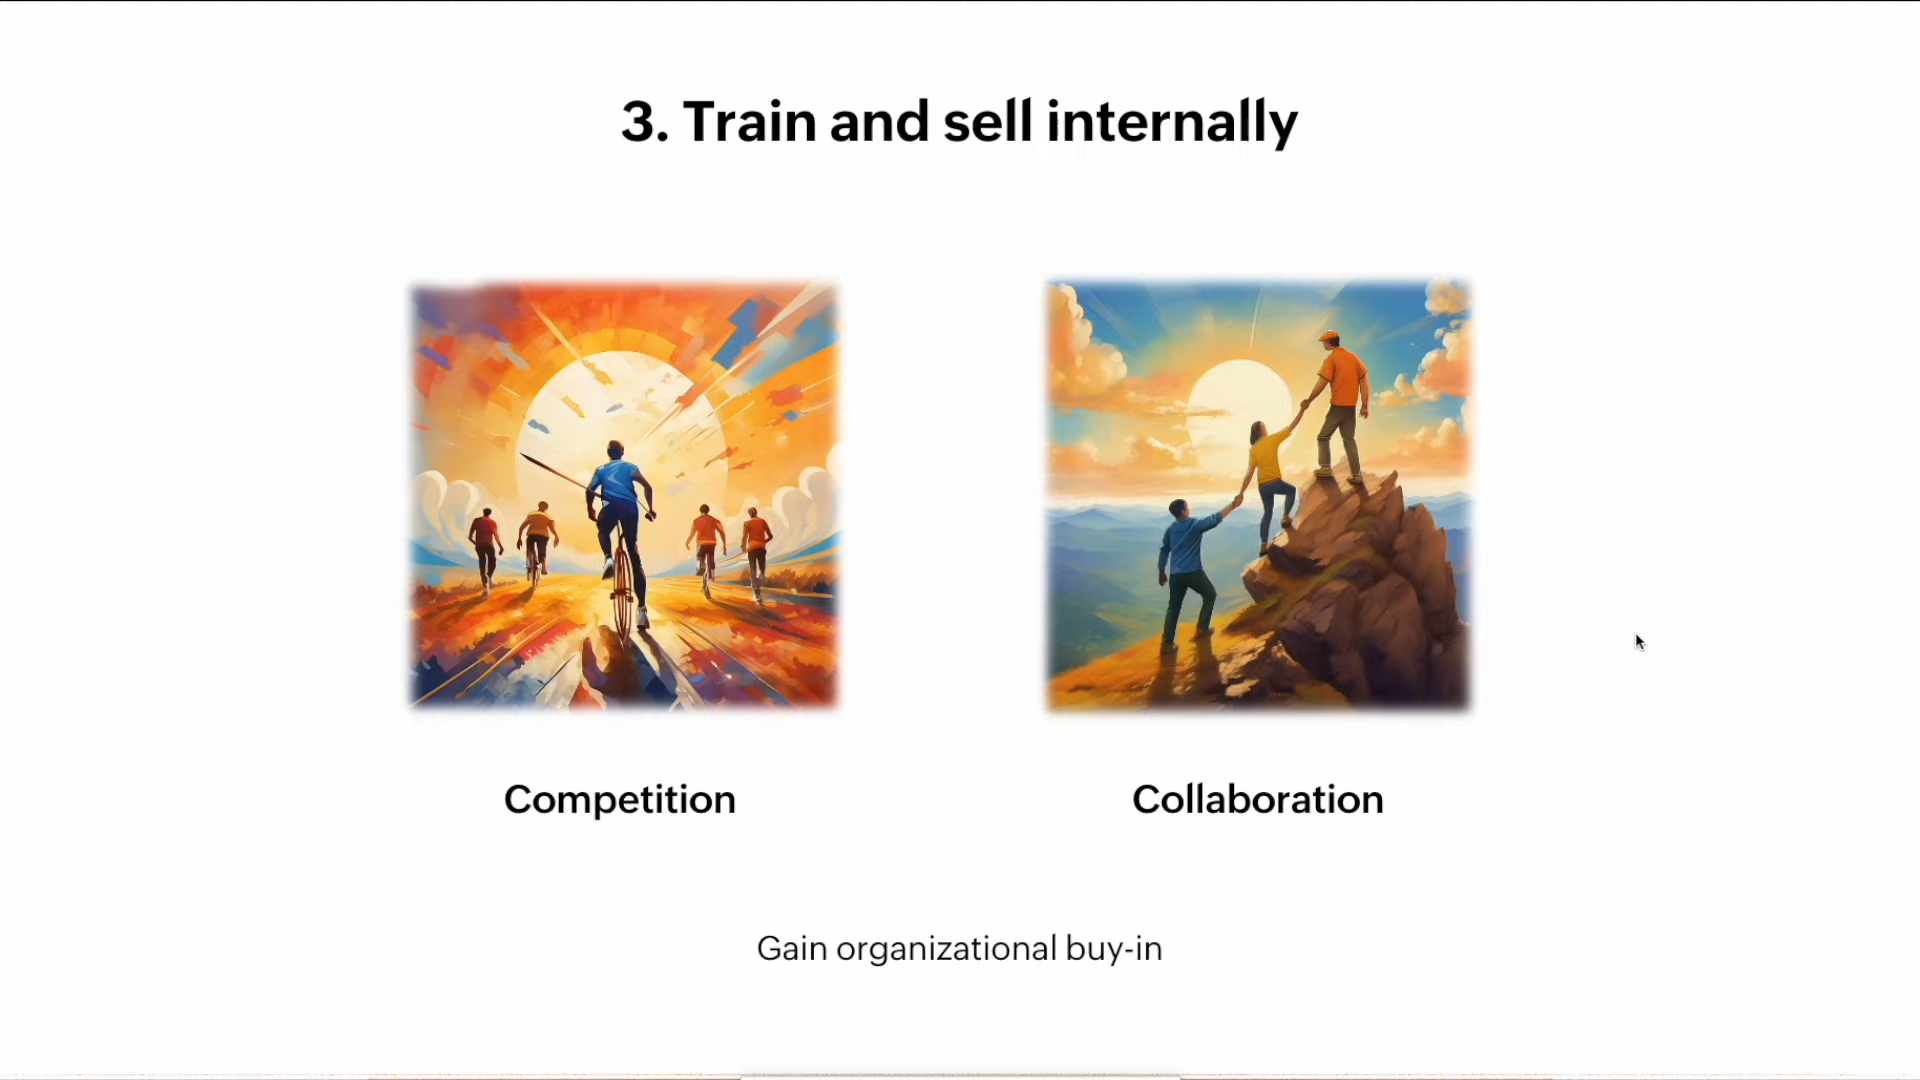 3. Train and sell internally
Competition
Collaboration
Gain organizational buy-in